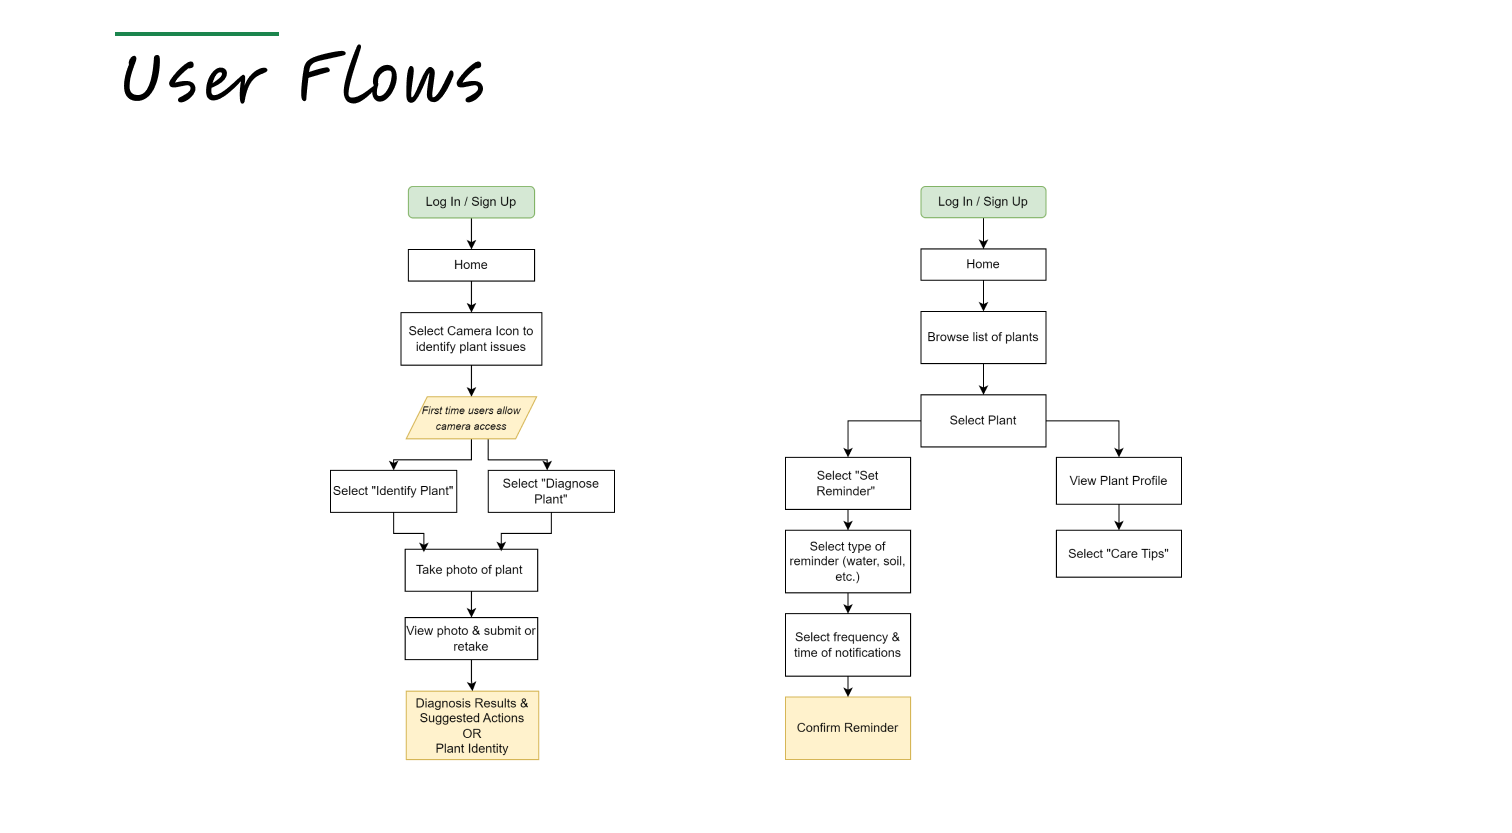 User Flows
Log In / Sign Up
Home
Select Camera Icon to
identify plant issues
First time users allow
camera access
Select "Identify Plant"
Select "Diagnose
Plant"
Take photo of plant
View photo & submit or
retake
Diagnosis Results &
Suggested Actions
OR
Plant Identity
Log In / Sign Up
Home
Browse list of plants
Select Plant
Select "Set
Reminder"
Select type of
reminder (water, soil,
etc.)
Select frequency &
time of notifications
Confirm Reminder
View Plant Profile
Select "Care Tips"